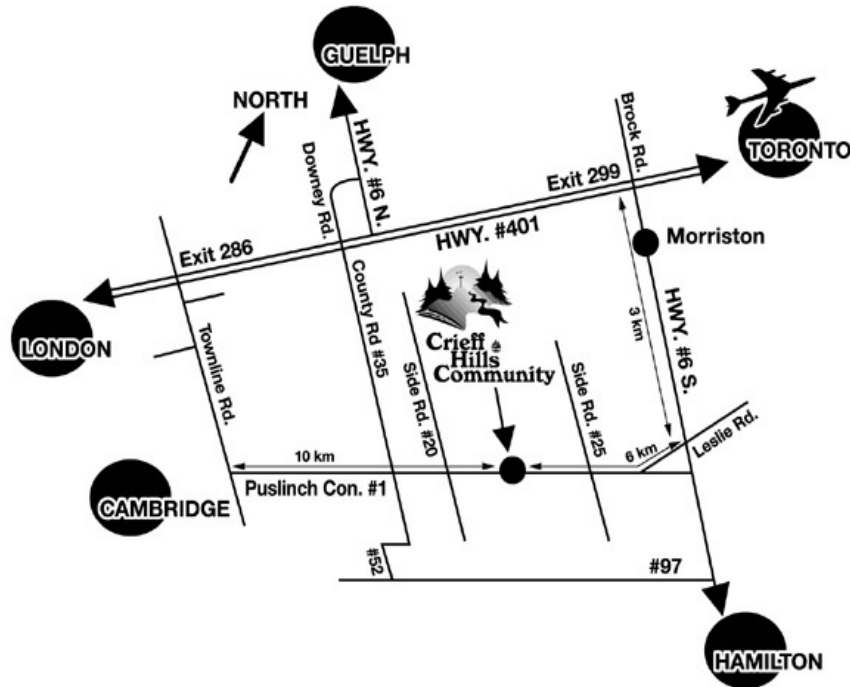 GUELPH
NORTH
HWY. #6 N.
Downey Rd.
Brock Rd.
TORONTO
Exit 299
Exit 286
HWY. #401
Morriston
LONDON
Townline Rd.
County Rd #35
Side Rd. #20
Crieff
Hills
Community
Side Rd. #25
3 km
HWY. #6 S.
Leslie Rd.
10 km
6 km
Puslinch Con. #1
CAMBRIDGE
#52
#97
HAMILTON